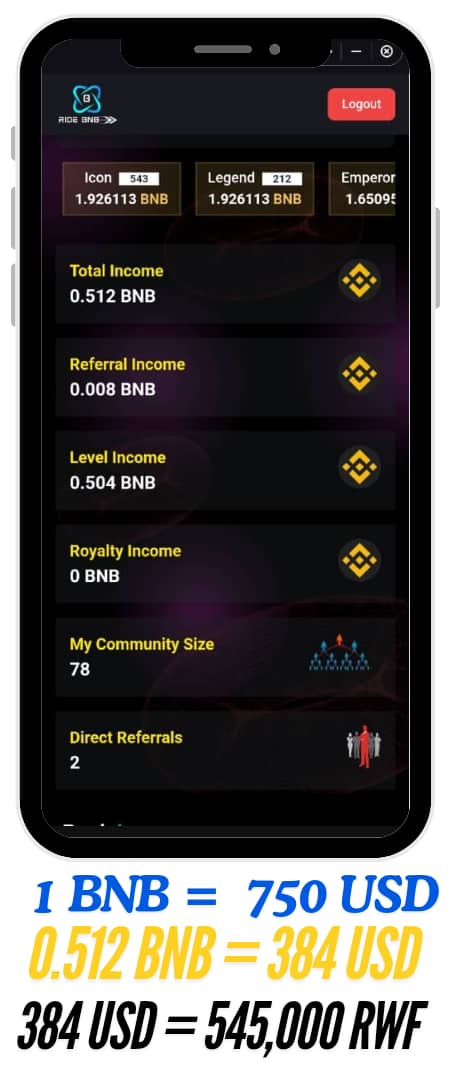 RIDE BNB
Logout
Icon 543
1.926113 BNB
Legend 212
1.926113 BNB
Emperor
1.65095
Total Income
0.512 BNB
Referral Income
0.008 BNB
Level Income
0.504 BNB
Royalty Income
0 BNB
My Community Size
78
Direct Referrals
2
1 BNB = 750 USD
0.512 BNB = 384 USD
384 USD = 545,000 RWF